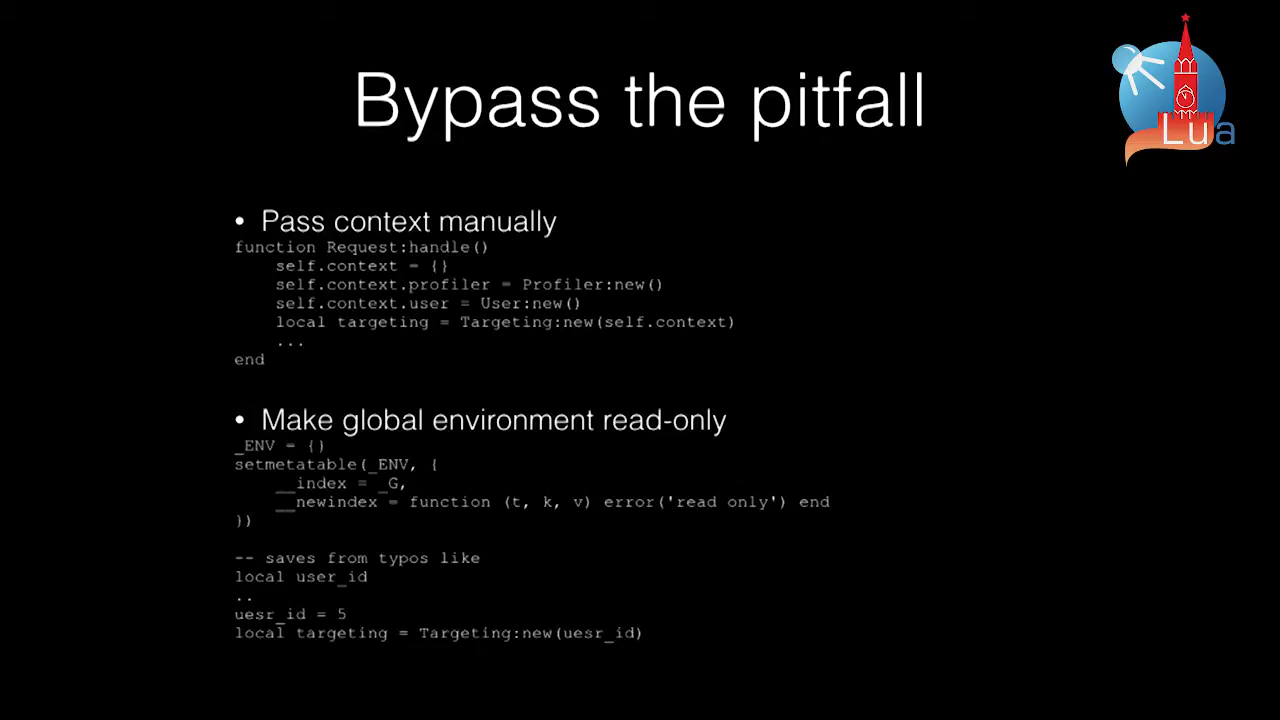 Bypass the pitfall
Lua
• Pass context manually
function Request:handle()
    self.context = {}
    self.context.profiler = Profiler:new()
    self.context.user = User:new()
    local targeting = Targeting:new(self.context)
    ...
end
• Make global environment read-only
_ENV = {}
setmetatable(_ENV, {
    __index = _G,
    __newindex = function (t, k, v) error('read only') end
})
-- saves from typos like
local user_id
..
uesr_id = 5
local targeting = Targeting:new(uesr_id)